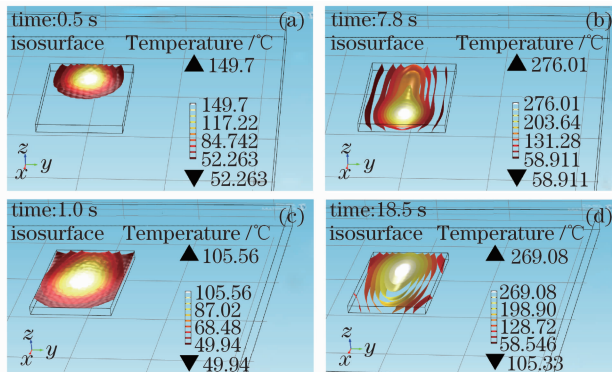 time:0.5 s
(a)
isosurface Temperature /℃
▲ 149.7
149.7
117.22
84.742
52.263
▼ 52.263
z
y
x
time:7.8 s
(b)
isosurface Temperature /℃
▲ 276.01
276.01
203.64
131.28
58.911
▼ 58.911
z
y
x
time:1.0 s
(c)
isosurface Temperature /℃
▲ 105.56
105.56
87.02
68.48
49.94
▼ 49.94
z
y
x
time:18.5 s
(d)
isosurface Temperature /℃
▲ 269.08
269.08
198.90
128.72
58.546
▼ 105.33
z
y
x